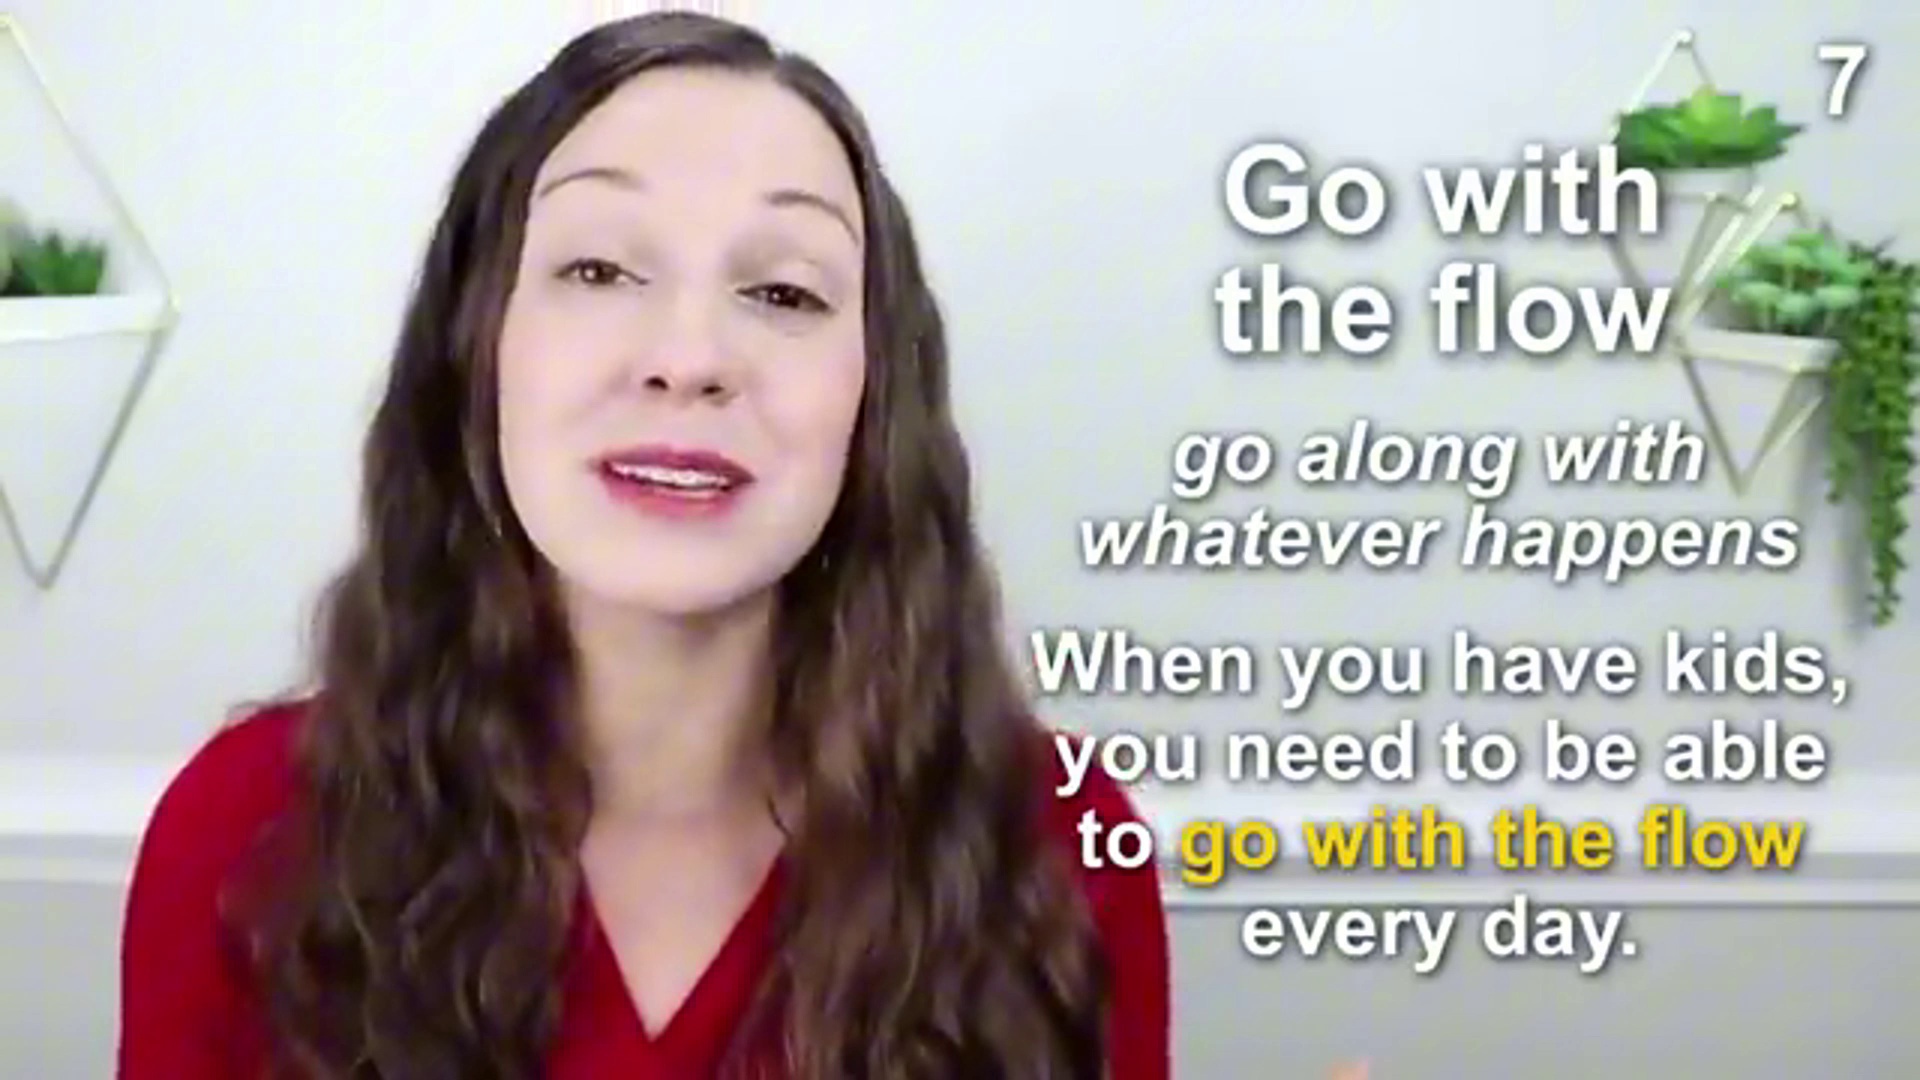 7
Go with
the flow
go along with
whatever happens
When you have kids,
you need to be able
to go with the flow
every day.